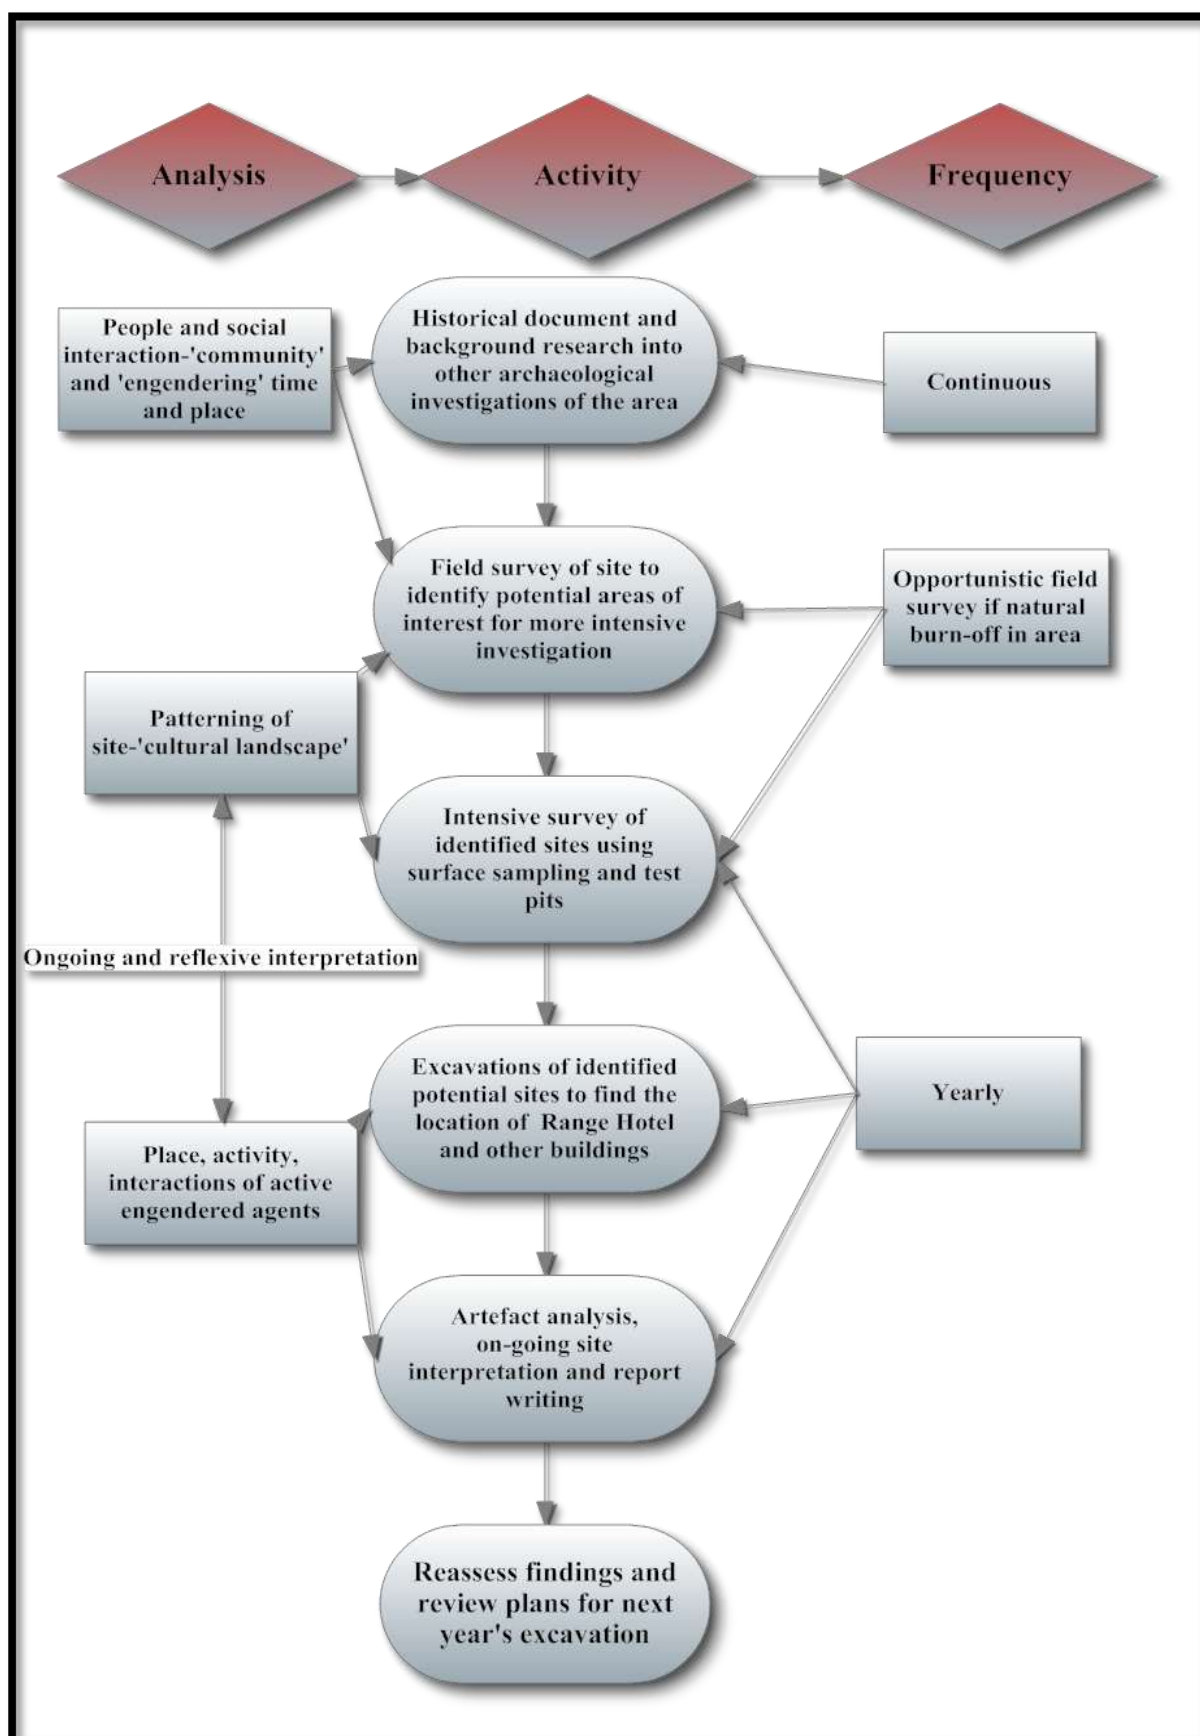 Analysis
Activity
Frequency
People and social
interaction-'community'
and 'engendering' time
and place
Historical document and
background research into
other archaeological
investigations of the area
Continuous
Field survey of site to
identify potential areas of
interest for more intensive
investigation
Opportunistic field
survey if natural
burn-off in area
Patterning of
site-'cultural landscape'
Intensive survey of
identified sites using
surface sampling and test
pits
Ongoing and reflexive interpretation
Excavations of identified
potential sites to find the
location of Range Hotel
and other buildings
Yearly
Place, activity,
interactions of active
engendered agents
Artefact analysis,
on-going site
interpretation and report
writing
Reassess findings and
review plans for next
year's excavation